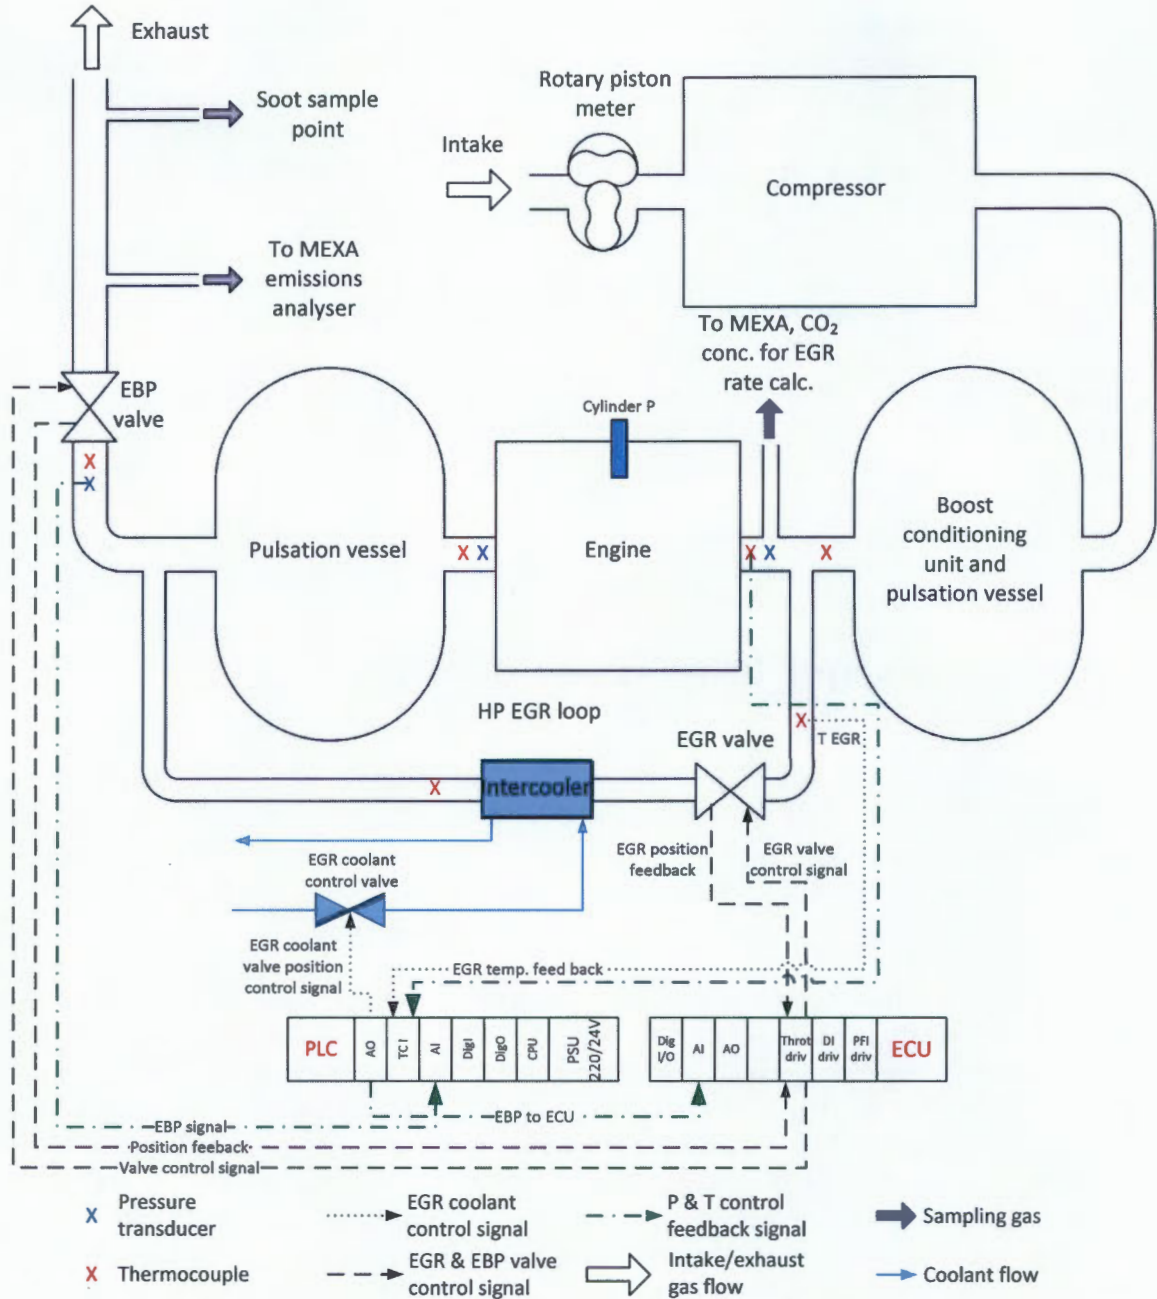 Exhaust
Soot sample
point
Rotary piston
meter
Intake
Compressor
To MEXA
emissions
analyser
To MEXA, CO₂
conc. for EGR
rate calc.
EBP
valve
Cylinder P
Pulsation vessel
Engine
Boost
conditioning
unit and
pulsation vessel
HP EGR loop
EGR valve
T EGR
Intercooler
EGR position
feedback
EGR valve
control signal
EGR coolant
control valve
EGR coolant
valve position
control signal
EGR temp. feed back
PLC
AO
TC I
AI
DigI
DigO
CPU
PSU
220/24V
Dig
I/O
AI
AO
Throt
driv
DI
driv
PFI
driv
ECU
EBP to ECU
EBP signal
Position feeback
Valve control signal
X Pressure
transducer
EGR coolant
control signal
P & T control
feedback signal
Sampling gas
X Thermocouple
EGR & EBP valve
control signal
Intake/exhaust
gas flow
Coolant flow